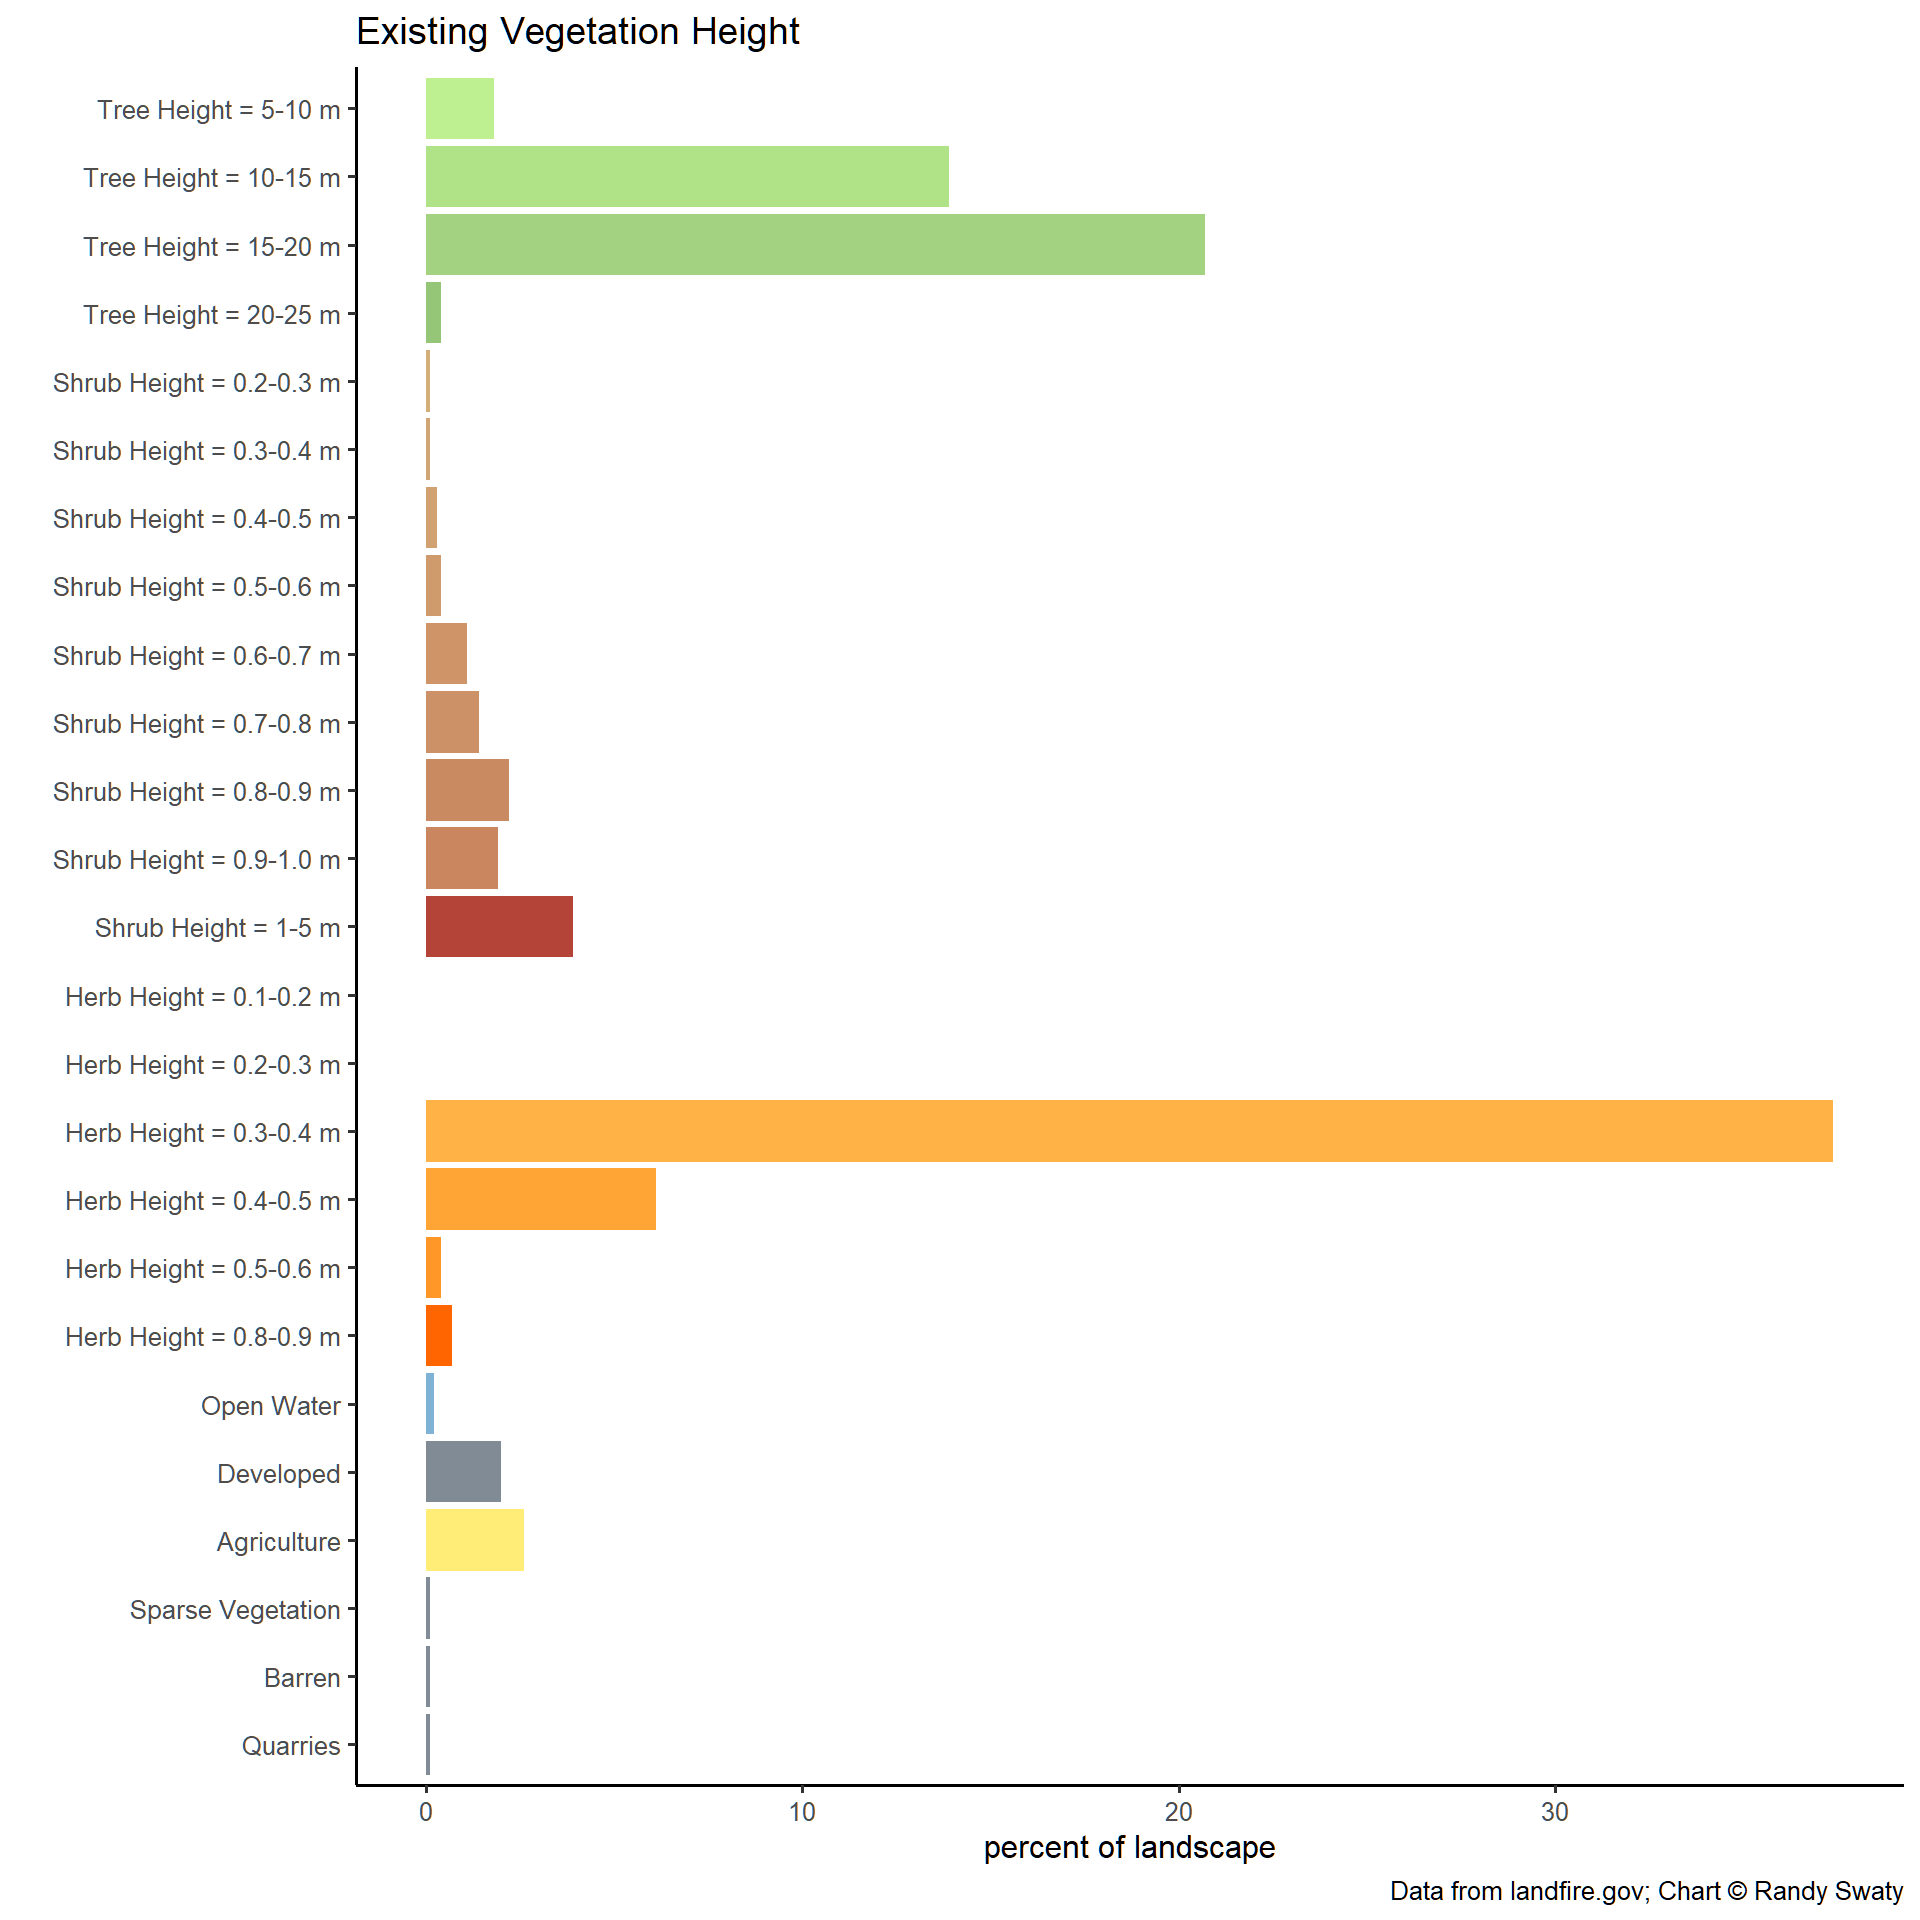 Existing Vegetation Height
Tree Height = 5-10 m
Tree Height = 10-15 m
Tree Height = 15-20 m
Tree Height = 20-25 m
Shrub Height = 0.2-0.3 m
Shrub Height = 0.3-0.4 m
Shrub Height = 0.4-0.5 m
Shrub Height = 0.5-0.6 m
Shrub Height = 0.6-0.7 m
Shrub Height = 0.7-0.8 m
Shrub Height = 0.8-0.9 m
Shrub Height = 0.9-1.0 m
Shrub Height = 1-5 m
Herb Height = 0.1-0.2 m
Herb Height = 0.2-0.3 m
Herb Height = 0.3-0.4 m
Herb Height = 0.4-0.5 m
Herb Height = 0.5-0.6 m
Herb Height = 0.8-0.9 m
Open Water
Developed
Agriculture
Sparse Vegetation
Barren
Quarries
0 10 20 30
percent of landscape
Data from landfire.gov; Chart © Randy Swaty